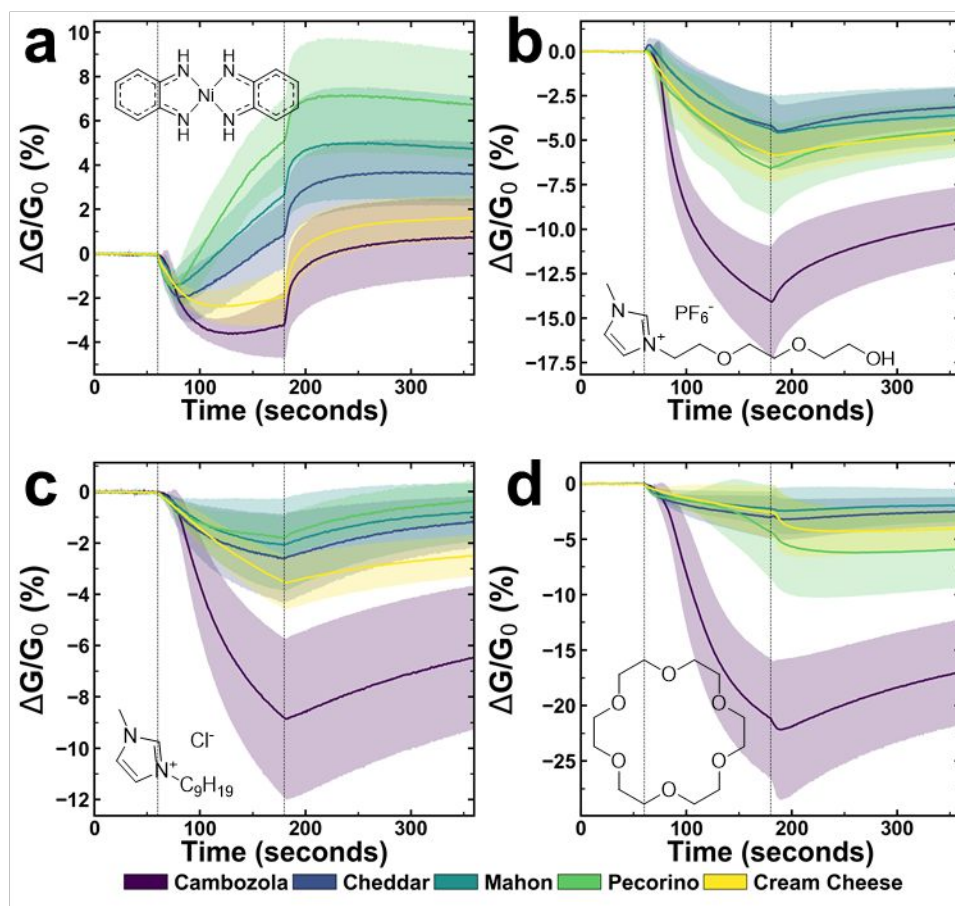 a
10
8
6
4
2
0
−2
−4
−6
ΔG/G₀ (%)
0 100 200 300
Time (seconds)
H
N
H
N
Ni
N
H
N
H
b
0.0
−2.5
−5.0
−7.5
−10.0
−12.5
−15.0
−17.5
ΔG/G₀ (%)
0 100 200 300
Time (seconds)
N
N⁺
PF₆⁻
O
O
OH
c
0
−2
−4
−6
−8
−10
−12
ΔG/G₀ (%)
0 100 200 300
Time (seconds)
N
N⁺
Cl⁻
C₉H₁₉
d
0
−5
−10
−15
−20
−25
ΔG/G₀ (%)
0 100 200 300
Time (seconds)
O
O
O
O
O
O
Cambozola Cheddar Mahon Pecorino Cream Cheese